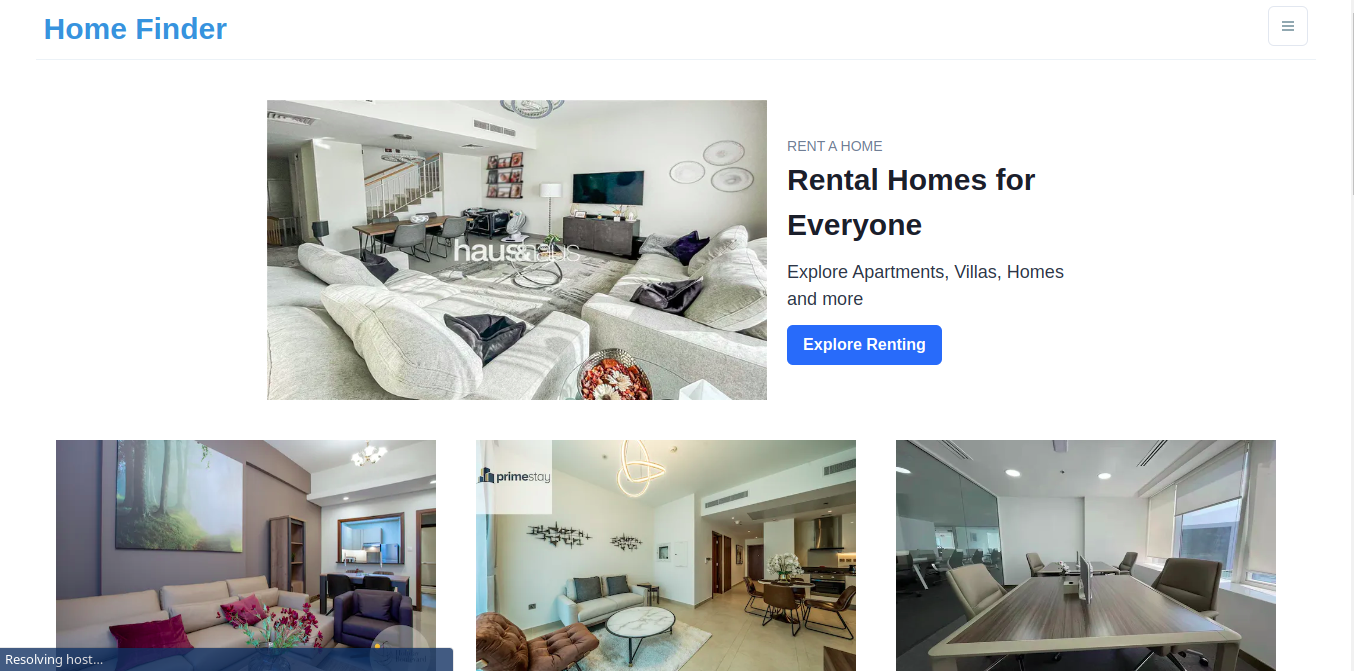 Home Finder
haus&haus
RENT A HOME
Rental Homes for
Everyone
Explore Apartments, Villas, Homes
and more
Explore Renting
primestay
Resolving host...